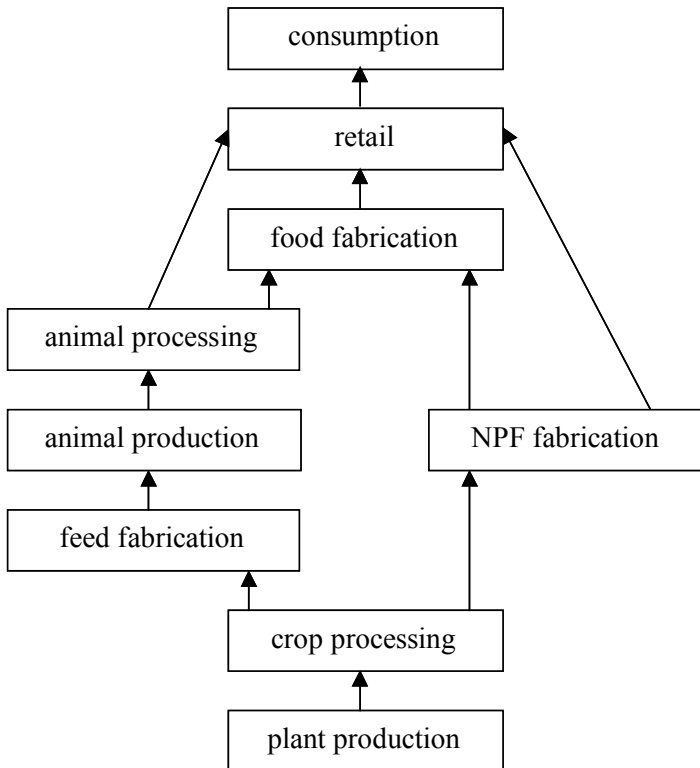 consumption
retail
food fabrication
animal processing
animal production
NPF fabrication
feed fabrication
crop processing
plant production